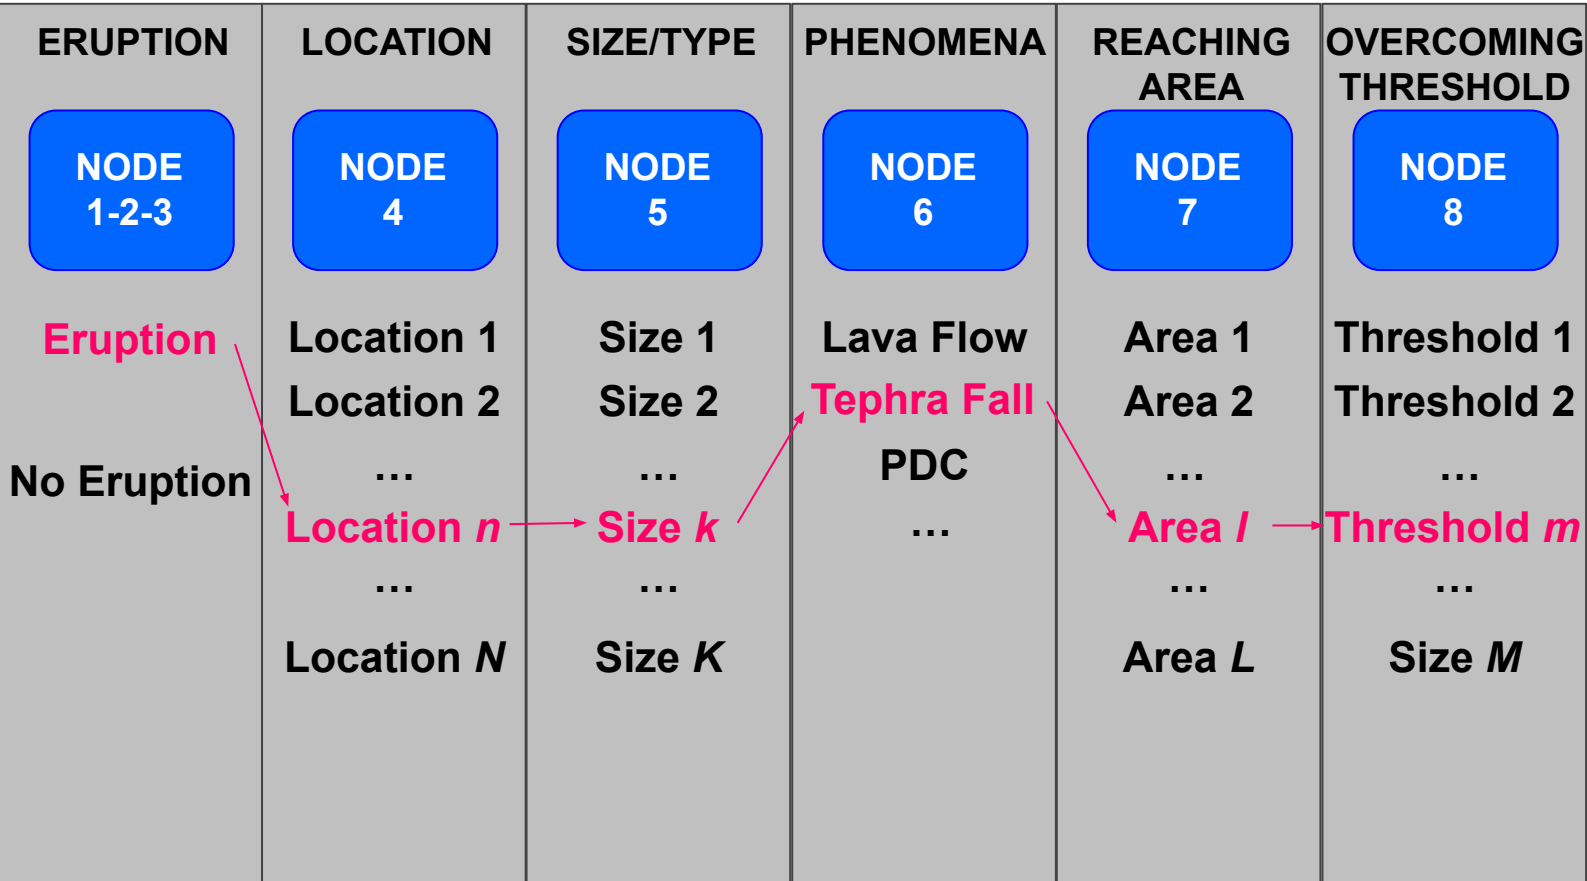 ERUPTION
NODE
1-2-3
Eruption
No Eruption
LOCATION
NODE
4
Location 1
Location 2
...
Location n
...
Location N
SIZE/TYPE
NODE
5
Size 1
Size 2
...
Size k
...
Size K
PHENOMENA
NODE
6
Lava Flow
Tephra Fall
PDC
...
REACHING
AREA
NODE
7
Area 1
Area 2
...
Area l
...
Area L
OVERCOMING
THRESHOLD
NODE
8
Threshold 1
Threshold 2
...
Threshold m
...
Size M